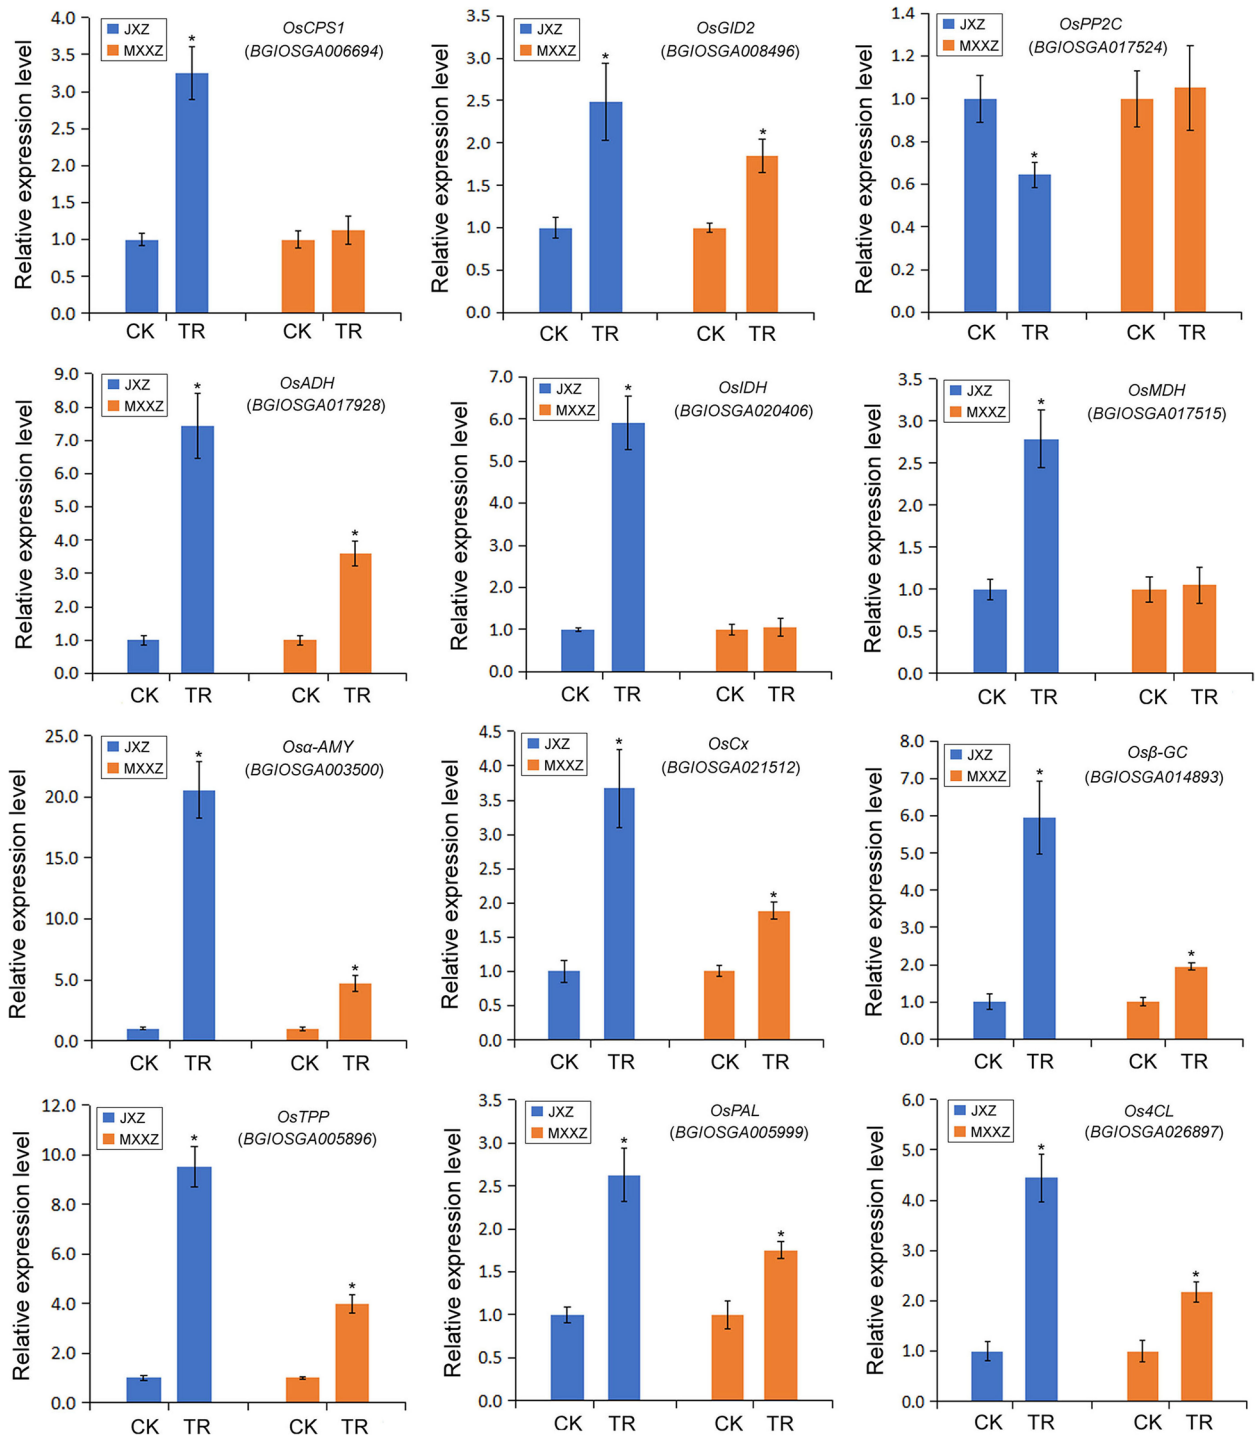 OsCPS1
(BGIOSGA006694)
JXZ
MXXZ
Relative expression level
4.0
3.5
3.0
2.5
2.0
1.5
1.0
0.5
0.0
CK TR CK TR
OsGID2
(BGIOSGA008496)
JXZ
MXXZ
Relative expression level
3.5
3.0
2.5
2.0
1.5
1.0
0.5
0.0
CK TR CK TR
OsPP2C
(BGIOSGA017524)
JXZ
MXXZ
Relative expression level
1.4
1.2
1.0
0.8
0.6
0.4
0.2
0.0
CK TR CK TR
OsADH
(BGIOSGA017928)
JXZ
MXXZ
Relative expression level
9.0
8.0
7.0
6.0
5.0
4.0
3.0
2.0
1.0
0.0
CK TR CK TR
OsIDH
(BGIOSGA020406)
JXZ
MXXZ
Relative expression level
7.0
6.0
5.0
4.0
3.0
2.0
1.0
0.0
CK TR CK TR
OsMDH
(BGIOSGA017515)
JXZ
MXXZ
Relative expression level
3.5
3.0
2.5
2.0
1.5
1.0
0.5
0.0
CK TR CK TR
Osα-AMY
(BGIOSGA003500)
JXZ
MXXZ
Relative expression level
25.0
20.0
15.0
10.0
5.0
0.0
CK TR CK TR
OsCx
(BGIOSGA021512)
JXZ
MXXZ
Relative expression level
4.5
4.0
3.5
3.0
2.5
2.0
1.5
1.0
0.5
0.0
CK TR CK TR
Osβ-GC
(BGIOSGA014893)
JXZ
MXXZ
Relative expression level
8.0
7.0
6.0
5.0
4.0
3.0
2.0
1.0
0.0
CK TR CK TR
OsTPP
(BGIOSGA005896)
JXZ
MXXZ
Relative expression level
12.0
10.0
8.0
6.0
4.0
2.0
0.0
CK TR CK TR
OsPAL
(BGIOSGA005999)
JXZ
MXXZ
Relative expression level
3.5
3.0
2.5
2.0
1.5
1.0
0.5
0.0
CK TR CK TR
Os4CL
(BGIOSGA026897)
JXZ
MXXZ
Relative expression level
6.0
5.0
4.0
3.0
2.0
1.0
0.0
CK TR CK TR